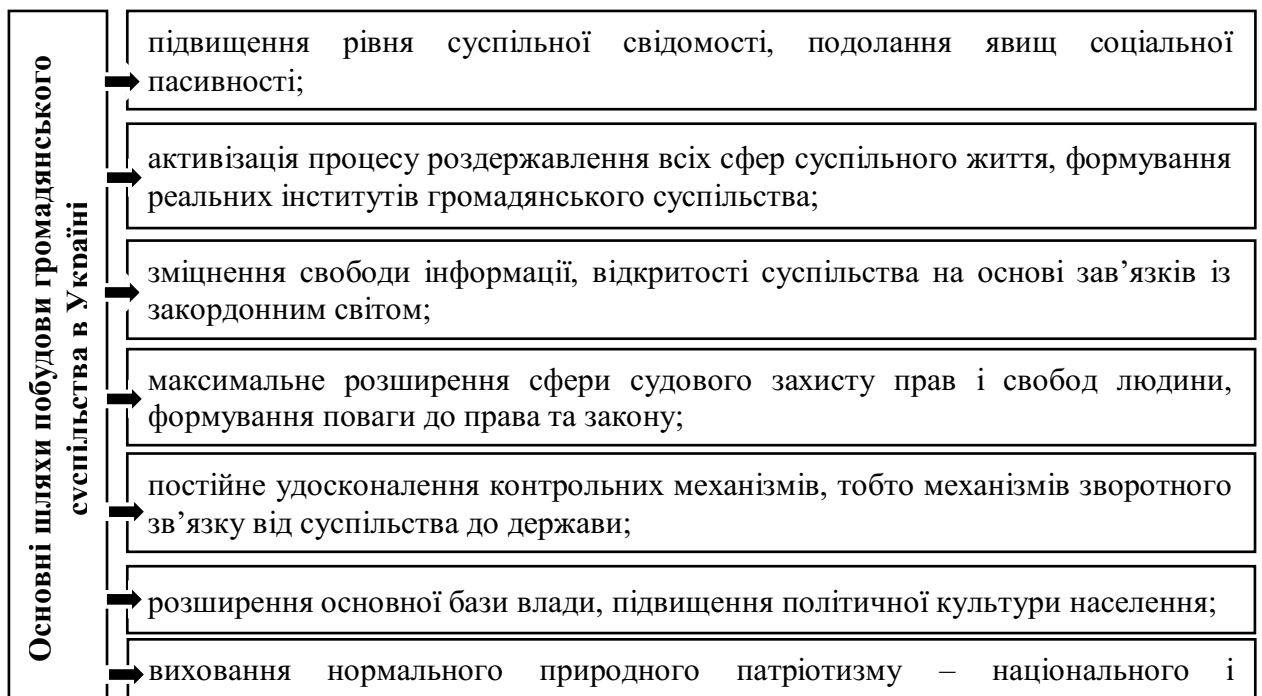 Основні шляхи побудови громадянського
суспільства в Україні
підвищення рівня суспільної свідомості, подолання явищ соціальної
пасивності;
активізація процесу роздержавлення всіх сфер суспільного життя, формування
реальних інститутів громадянського суспільства;
зміцнення свободи інформації, відкритості суспільства на основі зав’язків із
закордонним світом;
максимальне розширення сфери судового захисту прав і свобод людини,
формування поваги до права та закону;
постійне удосконалення контрольних механізмів, тобто механізмів зворотного
зв’язку від суспільства до держави;
розширення основної бази влади, підвищення політичної культури населення;
виховання нормального природного патріотизму – національного і